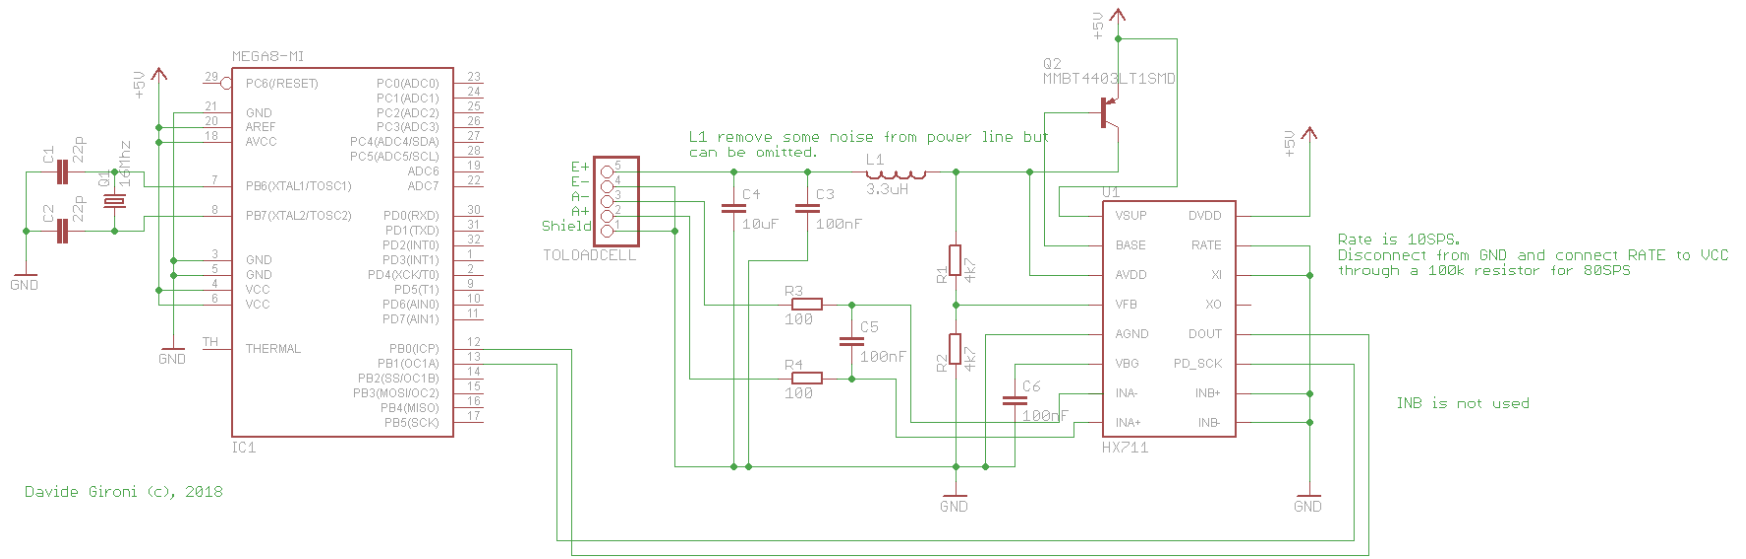 MEGA8-MI
+5V
29 PC6(/RESET)
21 GND
20 AREF
18 AVCC
7 PB6(XTAL1/TOSC1)
8 PB7(XTAL2/TOSC2)
3 GND
5 GND
4 VCC
6 VCC
TH THERMAL
PC0(ADC0) 23
PC1(ADC1) 24
PC2(ADC2) 25
PC3(ADC3) 26
PC4(ADC4/SDA) 27
PC5(ADC5/SCL) 28
ADC6 19
ADC7 22
PD0(RXD) 30
PD1(TXD) 31
PD2(INT0) 32
PD3(INT1) 1
PD4(XCK/T0) 2
PD5(T1) 9
PD6(AIN0) 10
PD7(AIN1) 11
PB0(ICP) 12
PB1(OC1A) 13
PB2(SS/OC1B) 14
PB3(MOSI/OC2) 15
PB4(MISO) 16
PB5(SCK) 17
IC1
C1
22p
Q1
16Mhz
C2
22p
GND
GND
Davide Gironi (c), 2018
E+ 5
E- 4
A- 3
A+ 2
Shield 1
TOLOADCELL
L1 remove some noise from power line but
can be omitted.
L1
3.3uH
C4
10uF
C3
100nF
R3
100
C5
100nF
R4
100
R1
4k7
R2
4k7
C6
100nF
GND
+5V
Q2
MMBT4403LT1SMD
U1
VSUP
BASE
AVDD
VFB
AGND
VBG
INA-
INA+
DVDD
RATE
XI
XO
DOUT
PD_SCK
INB+
INB-
HX711
+5V
GND
Rate is 10SPS.
Disconnect from GND and connect RATE to VCC
through a 100k resistor for 80SPS
INB is not used